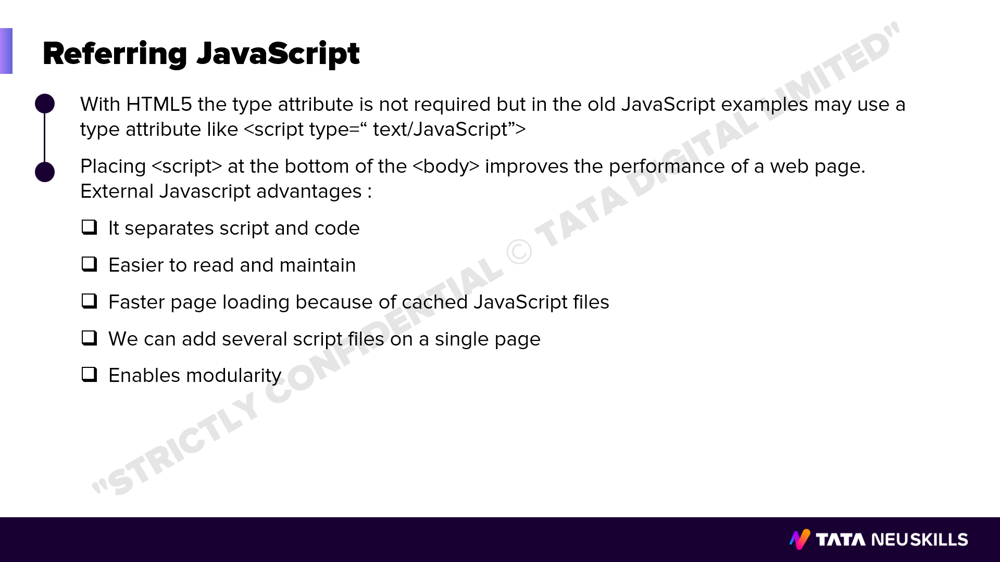 Referring JavaScript
With HTML5 the type attribute is not required but in the old JavaScript examples may use a
type attribute like <script type=“ text/JavaScript”>
Placing <script> at the bottom of the <body> improves the performance of a web page.
External Javascript advantages :
❑ It separates script and code
❑ Easier to read and maintain
❑ Faster page loading because of cached JavaScript files
❑ We can add several script files on a single page
❑ Enables modularity
"STRICTLY CONFIDENTIAL © TATA DIGITAL LIMITED"
TATA NEUSKILLS